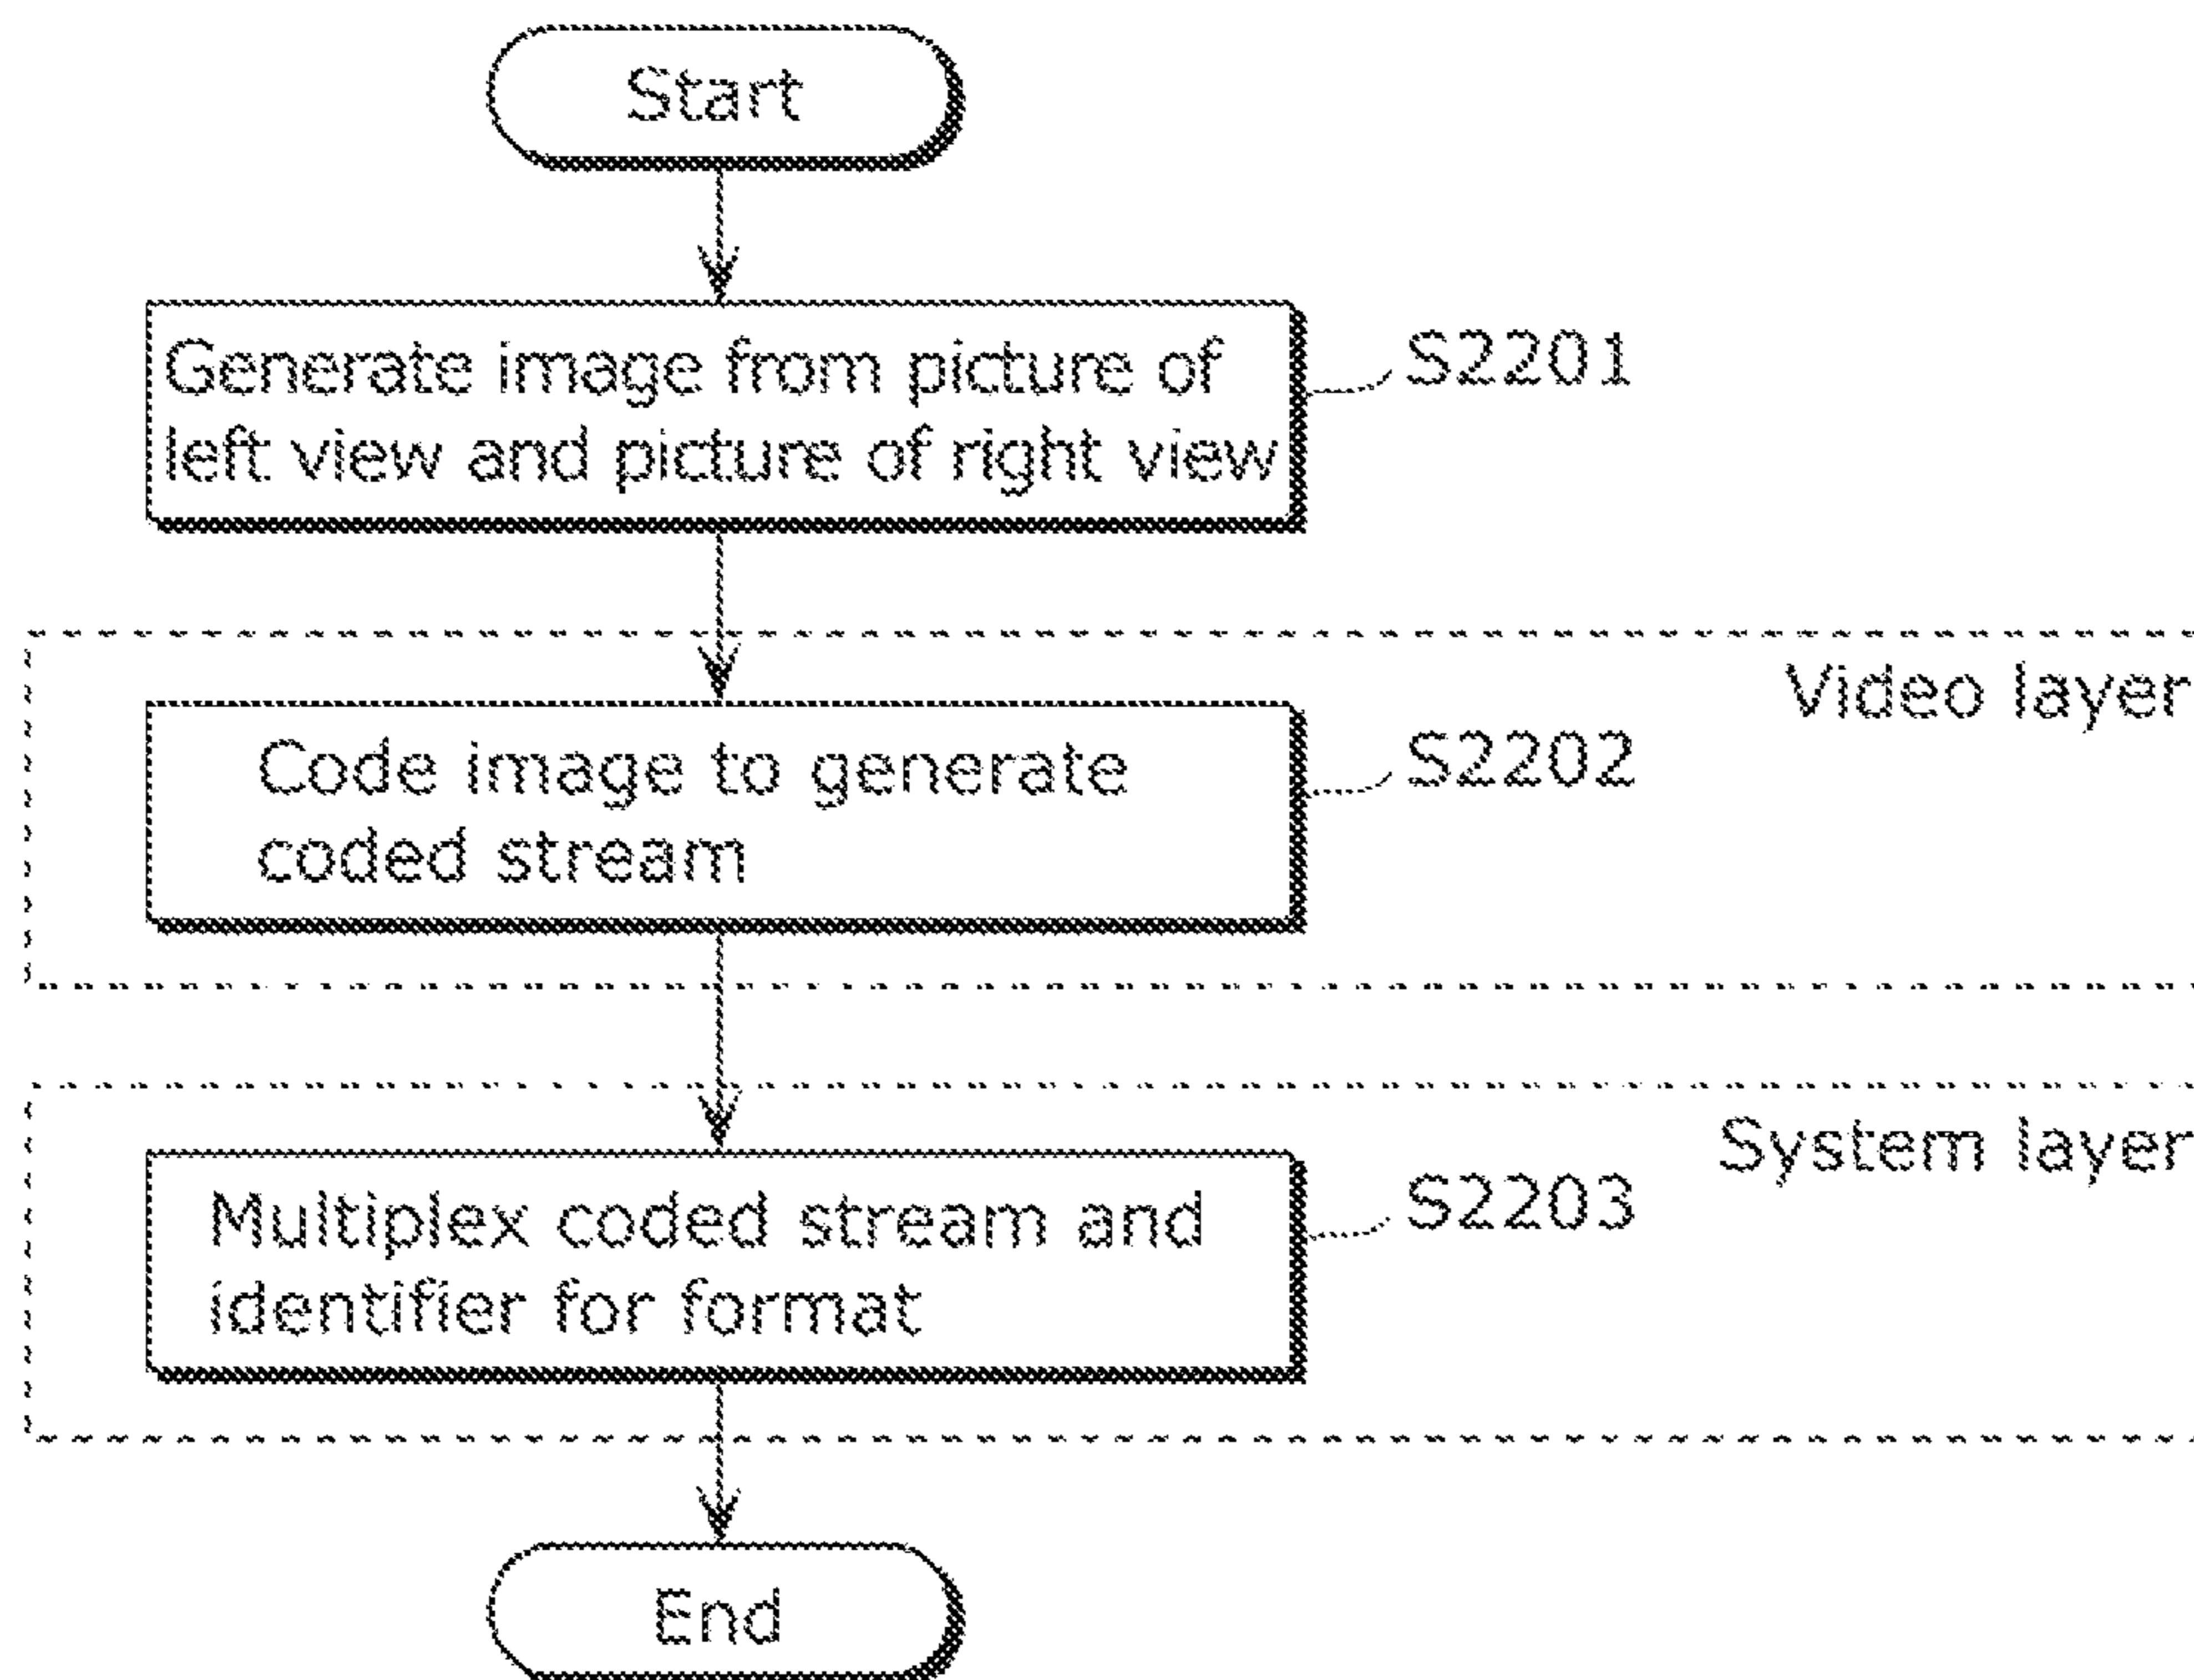 Start
Generate image from picture of
left view and picture of right view
S2201
Video layer
Code image to generate
coded stream
S2202
System layer
Multiplex coded stream and
identifier for format
S2203
End